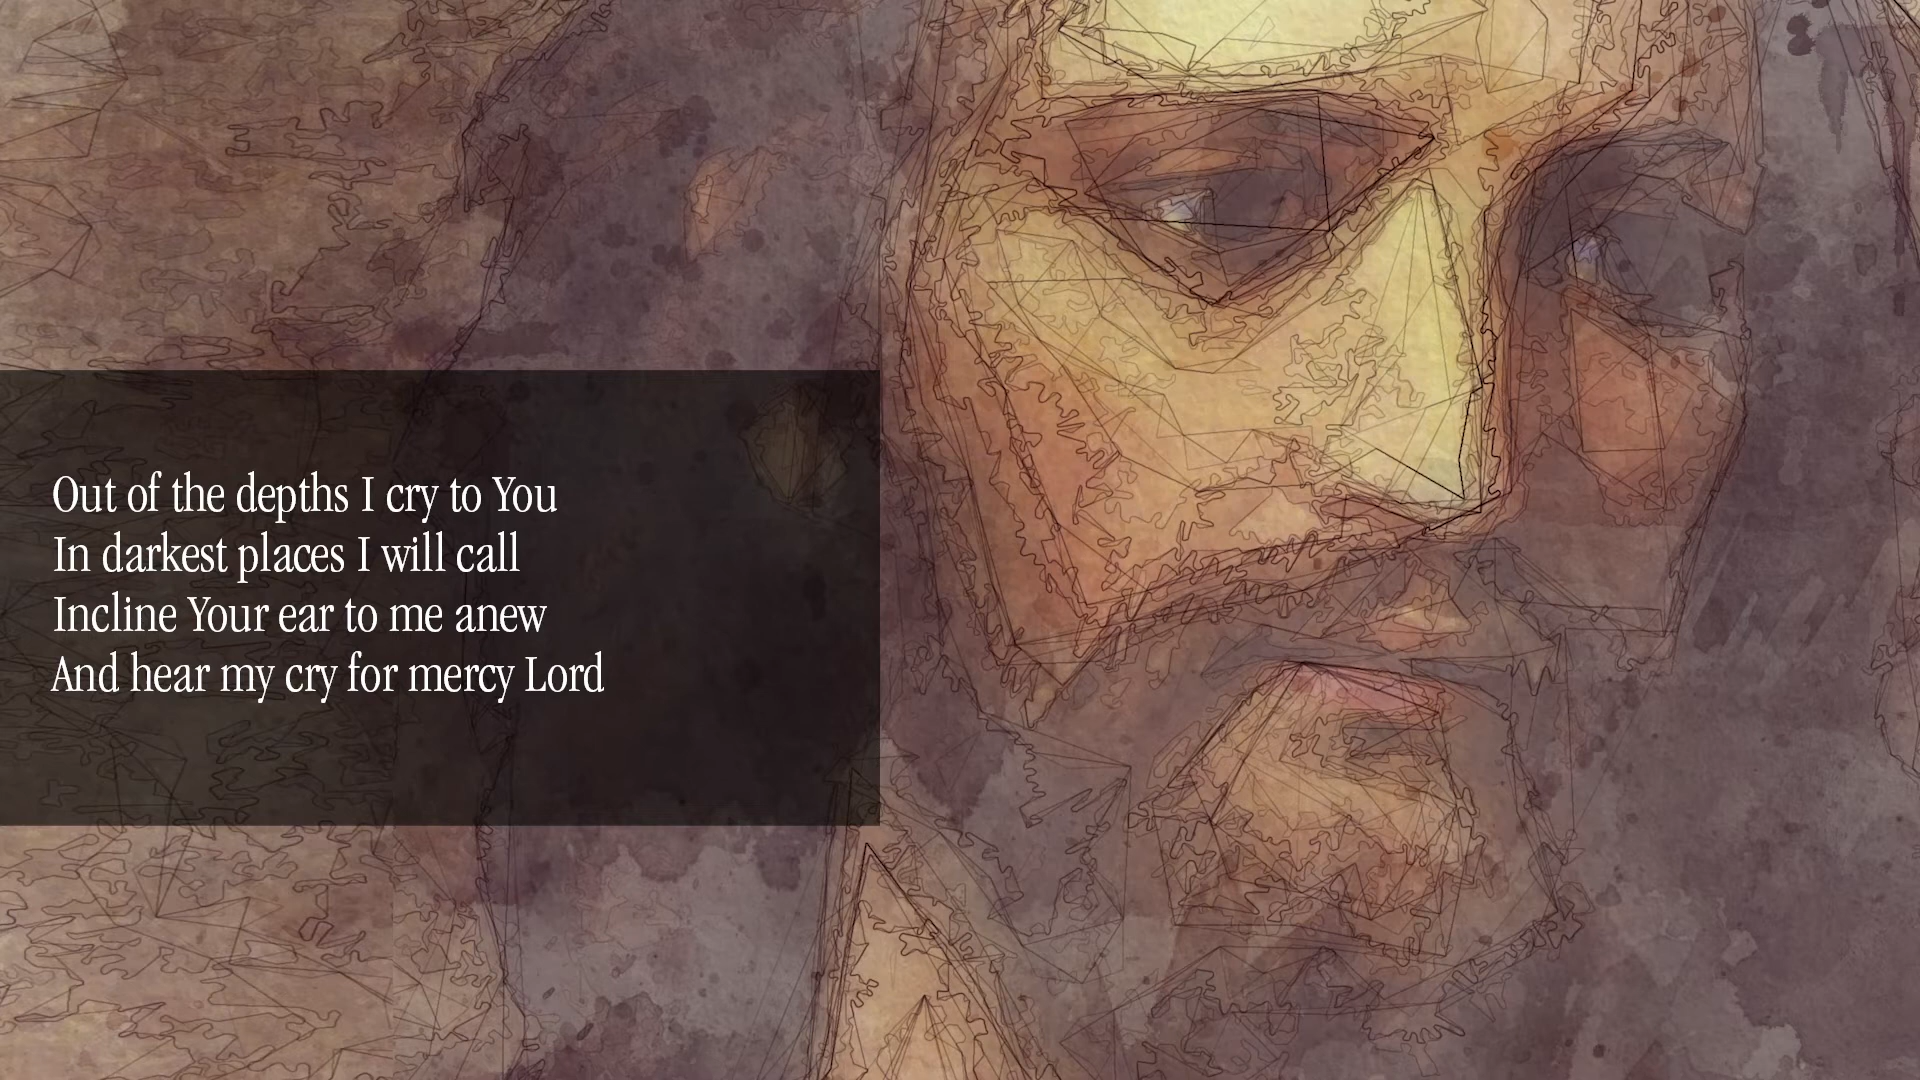 Out of the depths I cry to You
In darkest places I will call
Incline Your ear to me anew
And hear my cry for mercy Lord